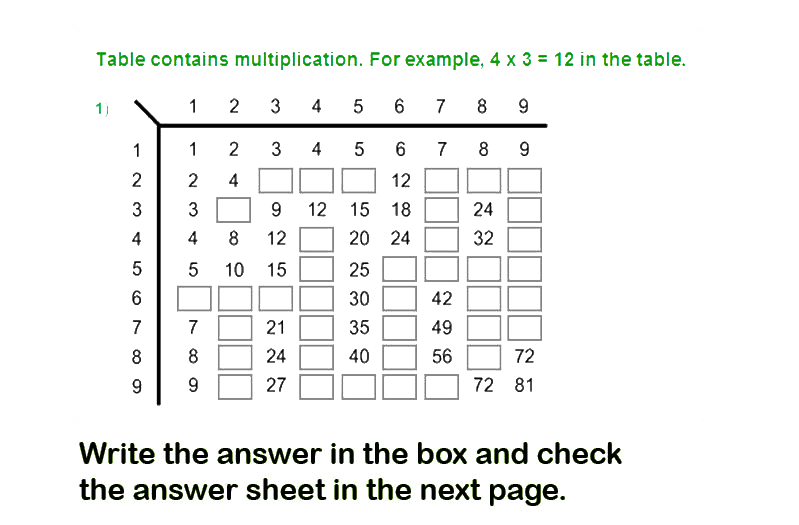 Table contains multiplication. For example, 4 x 3 = 12 in the table.
1) 1 2 3 4 5 6 7 8 9
1 1 2 3 4 5 6 7 8 9
2 2 4 12
3 3 9 12 15 18 24
4 4 8 12 20 24 32
5 5 10 15 25
6 30 42
7 7 21 35 49
8 8 24 40 56 72
9 9 27 72 81
Write the answer in the box and check
the answer sheet in the next page.